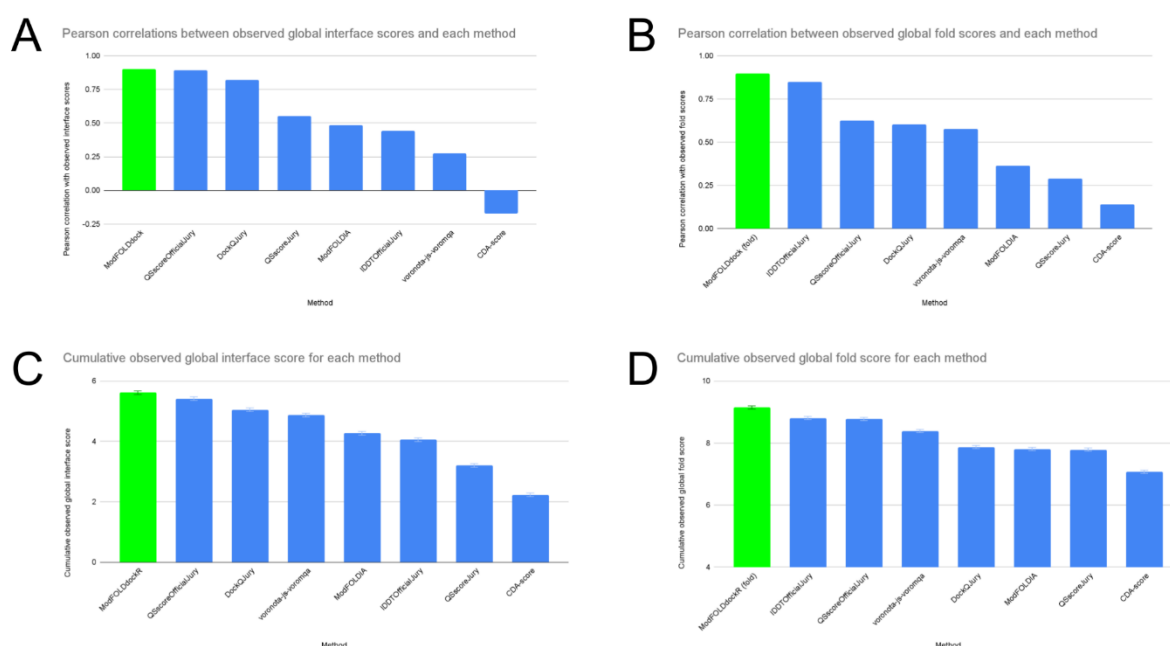 A
Pearson correlations between observed global interface scores and each method
Pearson correlation with observed interface scores
1.00
0.75
0.50
0.25
0.00
-0.25
ModFOLDdock
QSscoreOfficialJury
DockQJury
QSscoreJury
ModFOLDIA
lDDTOfficialJury
voronota-js-voromqa
CDA-score
Method
B
Pearson correlation between observed global fold scores and each method
Pearson correlation with observed fold scores
1.00
0.75
0.50
0.25
0.00
ModFOLDdock (fold)
lDDTOfficialJury
QSscoreOfficialJury
DockQJury
voronota-js-voromqa
ModFOLDIA
QSscoreJury
CDA-score
Method
C
Cumulative observed global interface score for each method
Cumulative observed global interface score
6
4
2
0
ModFOLDdockR
QSscoreOfficialJury
DockQJury
voronota-js-voromqa
ModFOLDIA
lDDTOfficialJury
QSscoreJury
CDA-score
Method
D
Cumulative observed global fold score for each method
Cumulative observed global fold score
10
8
6
4
ModFOLDdockR (fold)
lDDTOfficialJury
QSscoreOfficialJury
voronota-js-voromqa
DockQJury
ModFOLDIA
QSscoreJury
CDA-score
Method